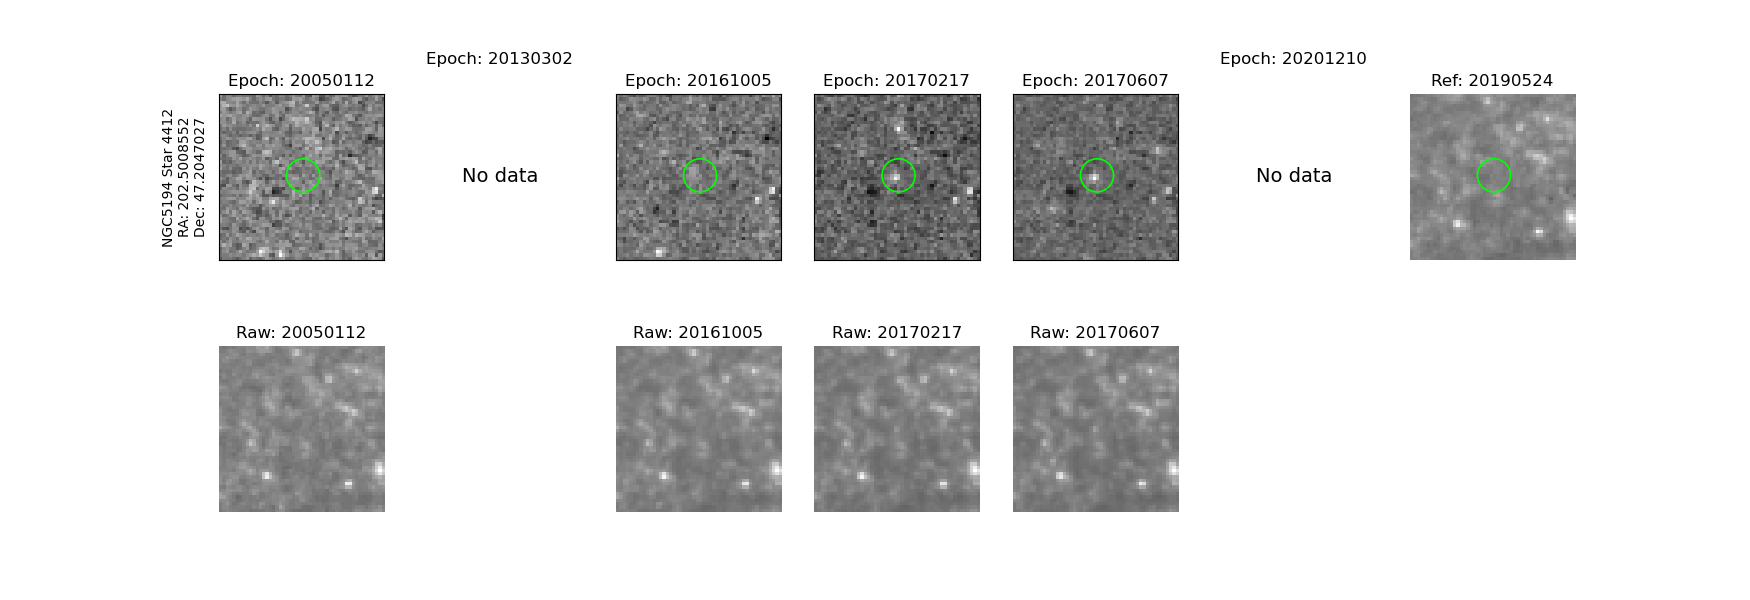 Epoch: 20130302
Epoch: 20201210
Epoch: 20050112
Epoch: 20161005
Epoch: 20170217
Epoch: 20170607
Ref: 20190524
NGC5194 Star 4412
RA: 202.5008552
Dec: 47.2047027
No data
No data
Raw: 20050112
Raw: 20161005
Raw: 20170217
Raw: 20170607